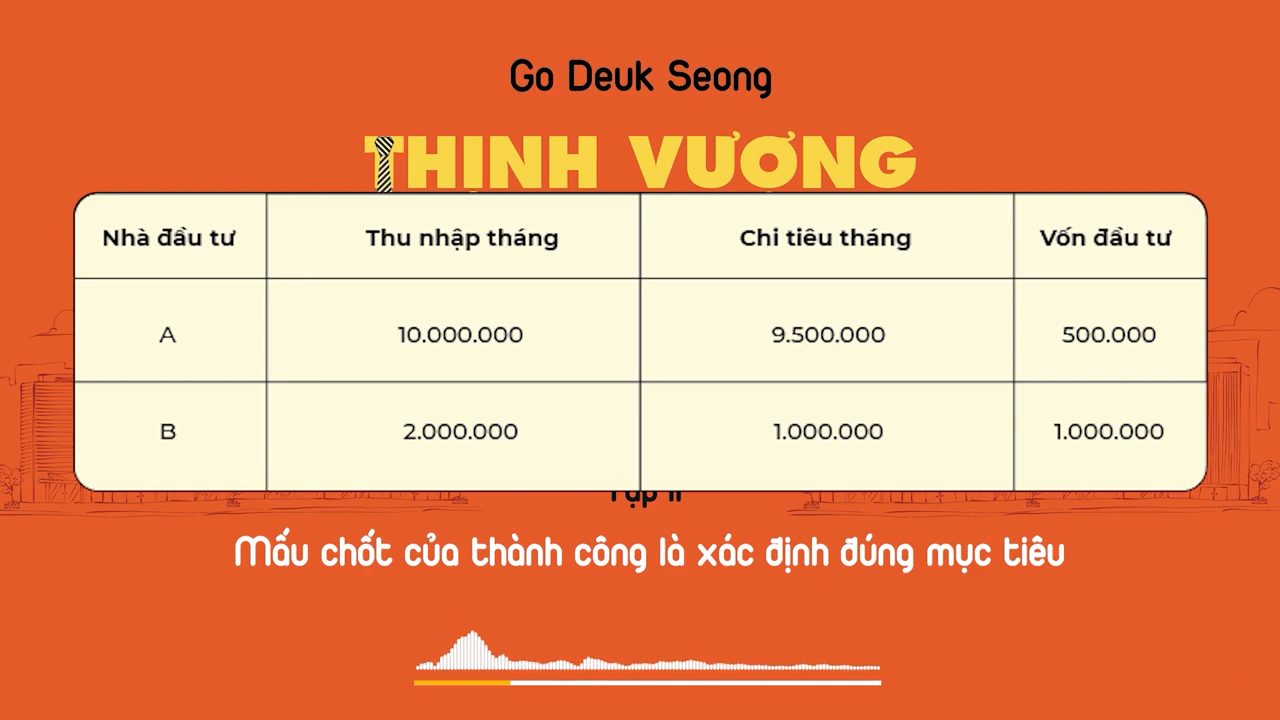 Go Deuk Seong
THỊNH VƯỢNG
Nhà đầu tư Thu nhập tháng Chi tiêu tháng Vốn đầu tư
A 10.000.000 9.500.000 500.000
B 2.000.000 1.000.000 1.000.000
Mấu chốt của thành công là xác định đúng mục tiêu